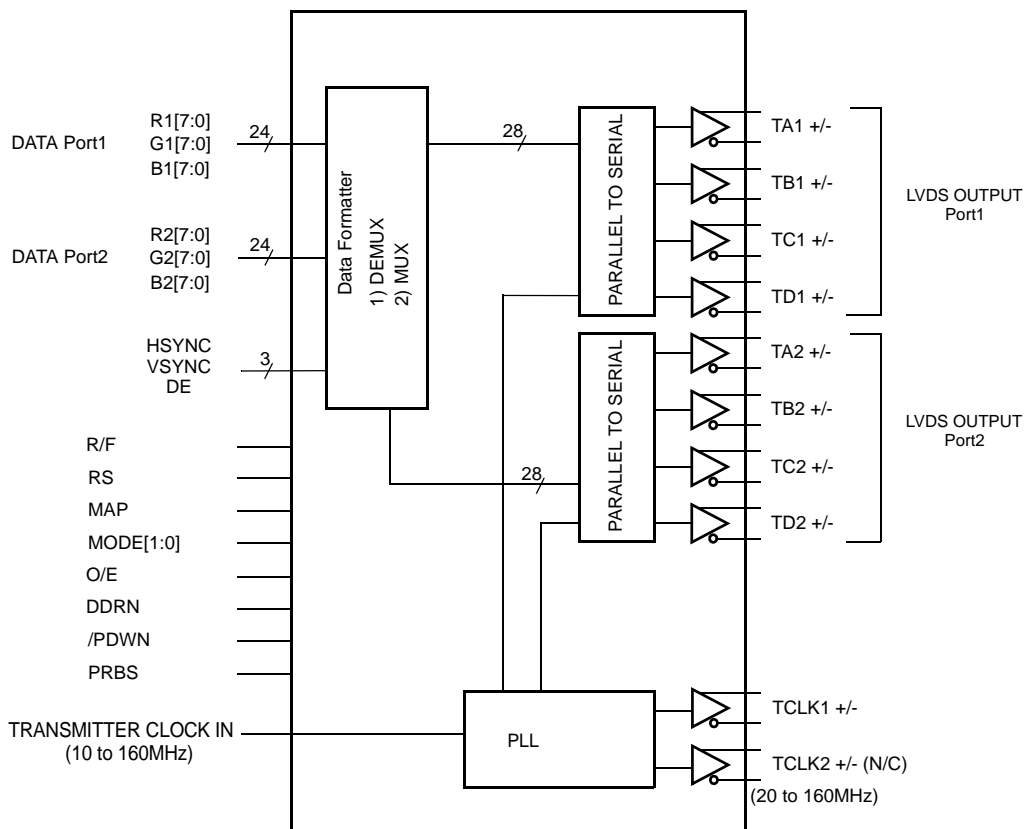 DATA Port1
R1[7:0]
G1[7:0]
B1[7:0]
24
DATA Port2
R2[7:0]
G2[7:0]
B2[7:0]
24
HSYNC
VSYNC
DE
3
R/F
RS
MAP
MODE[1:0]
O/E
DDRN
/PDWN
PRBS
TRANSMITTER CLOCK IN
(10 to 160MHz)
Data Formatter
1) DEMUX
2) MUX
28
28
PARALLEL TO SERIAL
PARALLEL TO SERIAL
PLL
TA1 +/-
TB1 +/-
TC1 +/-
TD1 +/-
LVDS OUTPUT
Port1
TA2 +/-
TB2 +/-
TC2 +/-
TD2 +/-
LVDS OUTPUT
Port2
TCLK1 +/-
TCLK2 +/- (N/C)
(20 to 160MHz)